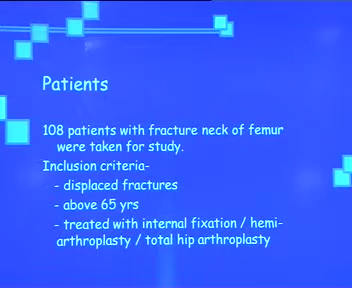 Patients
108 patients with fracture neck of femur
were taken for study.
Inclusion criteria-
- displaced fractures
- above 65 yrs
- treated with internal fixation / hemi-
arthroplasty / total hip arthroplasty